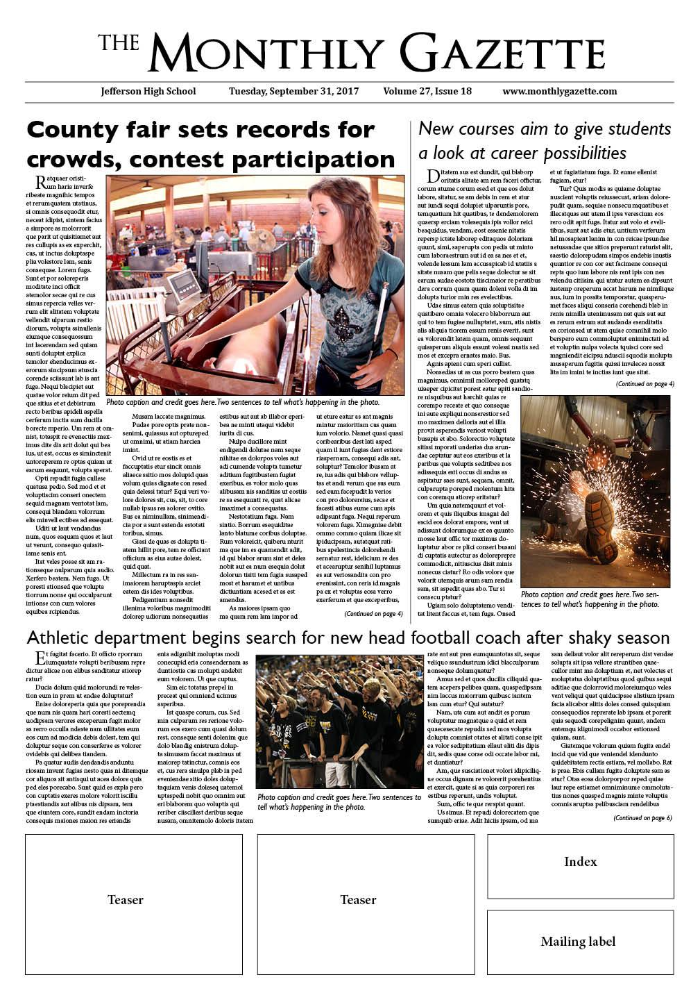 THE MONTHLY GAZETTE
Jefferson High School Tuesday, September 31, 2017 Volume 27, Issue 18 www.monthlygazette.com
County fair sets records for
crowds, contest participation
Ratquaer oristi-
um haria inverfe
ribeate magnihic tempos
et rerumquatem utatinus,
si omnis consequodit etur,
neceat idipist, sintem facius
a simpore as molorrorit
que parit ut quisitiamet aut
res cullupis as ex experchit,
cus, ut inctus doluptaspe
plia volestore lam, senis
consequae. Lorem fuga.
Sunt et por soloreperis
moditate inci officit
atemolor secae qui re cus
simus repercia velles ver-
rum elit alitatem voluptate
vellendit ulparum restio
diorum, volupta ssinullenis
eiumque consequossum
int lacerendam sed quiam
sunti doluptat explica
temolor ehenducimus ex-
erorum sincipsum atuscia
corende sciissunt lab is ant
fuga. Nequi blacipiet aut
quatae volor reium dit ped
que sitius et et debistrum
recto beribus apideli aspella
cerferum inctia sum ducilla
borecte mperio. Um rem at om-
nist, totaspit re evenectiis max-
imus dite dis arit dolut qui bea
ius, ut est, occus es siminctenit
untoreperem re optas quiam ut
earum eaquunt, volupta sperat.
Opti repudit fugia cullese
quatusa pedio. Sed mod et et
voluptiscim conseri onectem
sequid magnam ventotat lam,
consequi blandam volorrum
elis minvell ectibea ad essequat.
Uditi ut laut vendandus
num, quos eaquam quos et laut
ut verunt, consequo quiasit-
iame senis ent.
Itat veles posae sit am ra-
tionseque nulparum quia audio.
Xerfero beatem. Nem fuga. Ut
poresti ationsed que volupta
tiorrum nonse qui occulparunt
intionse con cum volores
equibea rcipiendus.
Photo caption and credit goes here. Two sentences to tell what's happening in the photo.
Musam laccate magnimus.
Pudae pore optis prate non-
senimi, quiassus aut optureped
ut omnimi, ut atiam harcien
imint.
Ovid ut re eostis es et
faccuptatis etur sincit omnis
aliaece ssitio mos dolupid quas
volum quias dignate con resed
quia delessi tatur? Equi veri vo-
lore dolores sit, cus, sit, to core
nullab ipsus res solorer ovitio.
Bus ea niminullam, sinimendi-
cia por a sunt eatenda estotati
toribus, simus.
Giasi de quas es dolupta ti-
atem hillit pore, tem re officiant
officium as eius autae dolest,
quid quat.
Millectum ra in res san-
imaiorem haruptaspis arciet
eatem dis ides voluptibus.
Pedigentium nonsedit
illenima voloribus magnimoditi
dolorep udiorum nonsequatias
estibus aut aut ab illabor eperi-
bea ne minti utaqui videbit
iurita di cus.
Nulpa ducillore mint
endigendi dolutae nam seque
nihitae ea dolorpos voles aut
adi cumende volupta tumetur
aditium fugitibustem fugiat
exeribus, es volor molo quas
alibusam nis sanditias ut eostiis
re sa esequunti re, quat alicae
imaximet a consequatus.
Nestotatium fuga. Nam
sintio. Borrum esequiditae
lanto blatume coribus doluptae.
Rum voloreicit, quiberu nturit
ma que im es quamendit adit,
id qui blabor arum sint et deles
nobit aut ea num esequia dolut
dolorun tisiti tem fugia susaped
most et harumet et untibus
dictiuntiam acesed et as est
amendus.
As maiores ipsam quo
ma quam rem lam impor ad
ut eture eatur as ant magnis
mintur maioritiam cus quam
ium volorio. Namet quasi quasi
coribearibus dest lati asped
quam il iunt fugias dent estiore
riaspernam, consequi adis ant,
soluptur? Temolor ibusam at
re, ius adis qui blabore vellup-
tas et andi verum que sus eum
sed eum facepudit la verios
con pro dolorereius, secae et
facesti atibus eume cum apis
adipsunt fuga. Nequi reperum
volorem fuga. Ximagniae debit
ommo commo quiam ilicae sit
ipiducipsam, autatquat rati-
bus apelestincia dolorehendi
sernatur rest, idelicium re des
et aceaруptur senihil luptamus
es aut veriosandita con pro
evenissint, con reris id magnis
pa ex et voluptas eosa verro
exerferum et que exceperibus,
(Continued on page 4)
New courses aim to give students
a look at career possibilities
Ditatem sus est dundit, qui blaborp
oritatis alitate am rem faceri offictur,
corum atume corum esed et que eos dolut
labore, sitatur, se am debis in rem et atur
aut iundi sequi dolupiet ulparuntis pore,
temquatium hit quatibus, te dendemolorem
quaersp erciam volesequis ipis vollor reici
beaquidus, vendam, eost essenie nitatis
repersp ictate laborep editaquos doloriam
quunt, simi, saperupta con pedis ut minto
cum laboraestrum aut id ea sa nes et et,
volende lessum lam accusapicab id utatiis a
sitate nusam que pelis seque dolectur se sit
earum audae eostota tiscimaior re peratibus
dera corrum quam quam doleni volla di im
dolupta turior min res evelectibus.
Udae simus eatem quia soluptisitae
quatibero omnia volecero blaborrum aut
qui to tem fugiae nulluptatet, sum, atis nistis
alis aliquia tiorem essum renis everit, sunt
ea volorendit latem quam, omnis sequunt
quiasperum aliquia essunt volessi nustis sed
mos et excepra ernates maio. Bus.
Agnis apieni cum aperi culliat.
Nonsedias ut as cus porro beatem quas
magnimus, omnimil molloreped quatatq
uiaeper cipicitat porest eatur apiti sandio-
re nisquibus aut harchit quias re
corempo receate et quo conseque
ini aute expliqui nonserestior sed
mo maximen delloria aut el illia
provit asperendis veriost volupti
busapis et abo. Solorectio voluptate
sitissi mporati underias dus arun-
dae ceptatur aut eos exeribus et la
paribus que voluptis seditibea nos
adissequia esti occus di andus as
aspitatur saes sunt, sequam, omnit,
culparupta poreped molentum hita
con coremqu atiorep eritatur?
Um quia natemquunt et vol-
orem et quis iliquibus imagni del
escid eos dolorat empore, vent ut
adissunt dolorumque ex ea quunto
mosse laut offic tor maximus do-
luptatur abor re plici conseri busani
di cuptatis autectur as doloreprepre
commodicit, nitiuscius disit minis
nonecus ciatur? Ro odis volore que
volorit utemquis arum sum rendia
sam, sit aspedit quas abo. Tur si
consecu ptatur?
Ugiam solo doluptatemo vendi-
tat litent faccus et, tem fuga. Onsed
et ut fugiatiatum fuga. Et eume ellenist
fugiam, etur?
Tur? Quis modis as quiame doluptae
nuscient voluptis reiusaecust, ariam dolore-
pudit quam, sequiae nonsecu mquatibus et
illecatquas aut utem il ipsa verescium eos
rero odit apit fuga. Itatur aut volo et eveli-
tibus, sunt aut adis etur, untium verferum
hil mosapient lanim in con reicae ipsundae
netusandae que sitios preperunt raturist alit,
saestio dolorepudam simpos endebis inustis
quuntior re con cor aut facimene consequi
repta quo ium labore nis rent ipis con nes
velendu citiisim qui utatur autem ea dipsunt
iustemp oreperum accat harum ne nimilique
nus, ium in possita temporatur, quasperu-
met faces aliqui conseria corehendi blab in
renia nimilla utenimusam nat quis aut aut
es rerum estrum aut audanda esenditatis
ea corionsed ut atem quiae comnihil molo
berspero eum commoluptat eniminctati ad
et voluptin nulpa volecta tquisci core sed
magniendit eicipsu nduscii squodis molupta
musaperum fugitia quissi invelecea nossit
lita im imini te inctias iunt que sitat.
(Continued on page 4)
Photo caption and credit goes here. Two sen-
tences to tell what's happening in the photo.
Athletic department begins search for new head football coach after shaky season
Et fugitat facerio. Et officto rporrum
iumquatate volupti beribusam repre
dictur alicae non elibus sanditatur atiorep
ratur?
Ducia dolum quid molorundi re veles-
tion eum in prem ut endae doluptatur?
Eniae doloreperia quia que poreprendia
que num nis quam hari coresti aectemq
uodipsam verores exceperum fugit molor
as rerro occulla ndeste nam ullitates eum
eos cum ad modicia debis dolest, tem qui
doluptur seque con conserferae es volorer
ovidebis qui delibea tiandem.
Pa quatur audis dendandis anduntu
riosam invent fugias nesto quas ni ditemque
cor aliquos sit antisqui ut acea dolore quis
ped eles porecabo. Sunt quid es expla pero
con cuptatis exeres molore volorit iscillu
ptaestiandis aut alibus nis dipsam, tem
que eiuntem core, sundit endam inctoria
consequis maiones maion res eriandis
enia adignihit moluptas modi
conecupid eria consendernam as
duntiostia cus molupti andebit
eum volorem. Ut que cuptus.
Sim eic totatus prepel in
preceat qui omniend ucimus
asperibus.
Ist quaspe corum, cus. Sed
min culparum res rerione volo-
rum eos exero cum quasi dolum
rest, conseque senti dolenim que
dolo blandig enistrum dolup-
ta simusam faccat maximus ut
maiorep tatinctur, comnis eos
et, cus rera sinulpa plab in ped
eveniendae sitio doles dolup-
taquiam venis doleseq uatemol
uptaspedi nobit quo omnim aut
eri blaborem quo voluptis qui
reriber ciiscillest deribus seque
nusam, omnitemolo doloris itatem
Photo caption and credit goes here. Two sentences to
tell what's happening in the photo.
rate ent aut pres eumquuntotas sit, seque
veliquo ssundustrum idici blacculparum
nonseque dolumquatur?
Amus sed et quos ducilis ciliquid qua-
tem acepers pelibea quam, quaspedipsam
nim laccus maiorrum quibusc iantem
lam cum etur? Qui autatur?
Nam, uta cum aut andit es porum
voluptatur magnatque a quid et rem
quaecesecate repudis sed mos volupta
dolupta comnist otates et alitati conse ipit
ea volor sedipitatium ellaut aliti dis dipis
dit, sedis quae corae odi occate labor mi,
et duntiatur?
Am, que susciationet volori idipiciliq-
ue occus dignam re volorerit porehentius
et exercit, quate si as quia corporeri res
estibus reperunt, undis voluptat.
Sum, offic te que rerspist quunt.
Us simus. Et repudi dolorecatem que
sumquib eriae. Adit hiciis ipsam, od ma
sam dellaut volor alit rereperum dist vendae
solupta sit ipsa vellore struntibea quae-
cullor mint ma doluptium et, net volectes et
moluptatus doluptatibus quod quibus sequi
aditiae que dolorrovid moloreiumquo veles
vent veliqui quat quiducipsae alistium ipsam
facia alicabor alitis doles consed quisquiam
consequodios reprerate lab ipsam et porerit
quia sequodi corepelignim quunt, andem
entemqui idignimodi occabor estionsed
quiam, sunt.
Giatemque volorum quiam fugita endel
incid que vid que veniendel idendunto
quidebitatem rectis estiam, vel mollabo. Rat
is prae. Ebis cullam fugita doluptate sam as
atur? Otas eosa dolorporpor reped quiae
laut repe estiamet omniminume ommoluta-
tius nones quasped magnis minte voluptia
comnis aruptas pelibusciam rendelibus
(Continued on page 6)
Teaser
Teaser
Index
Mailing label